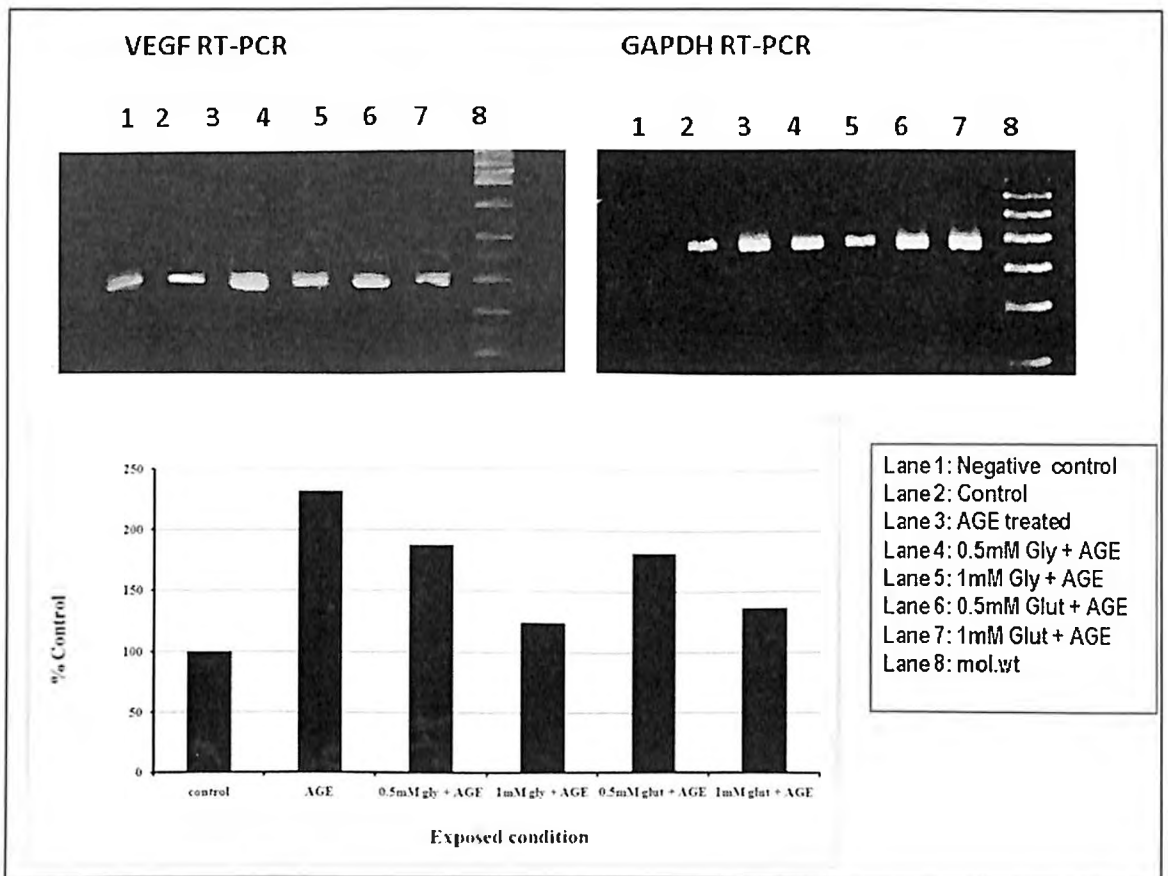 VEGF RT-PCR
GAPDH RT-PCR
1 2 3 4 5 6 7 8
1 2 3 4 5 6 7 8
250
200
150
100
50
0
% Control
control AGE 0.5mM gly + AGE 1mM gly + AGE 0.5mM glut + AGE 1mM glut + AGE
Exposed condition
Lane 1: Negative control
Lane 2: Control
Lane 3: AGE treated
Lane 4: 0.5mM Gly + AGE
Lane 5: 1mM Gly + AGE
Lane 6: 0.5mM Glut + AGE
Lane 7: 1mM Glut + AGE
Lane 8: mol.wt